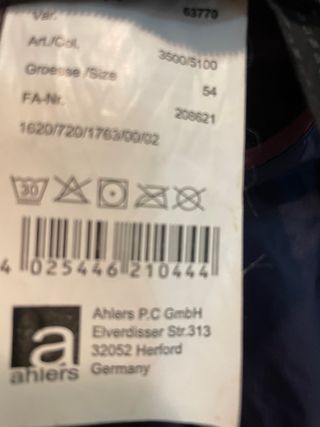 Var. 63770
Art./Col. 3500/5100
Groesse /Size 54
FA-Nr. 208621
1620/720/1763/00/02
30
4 025446 210444
Ahlers P.C GmbH
Elverdisser Str.313
32052 Herford
Germany
a
ahlers